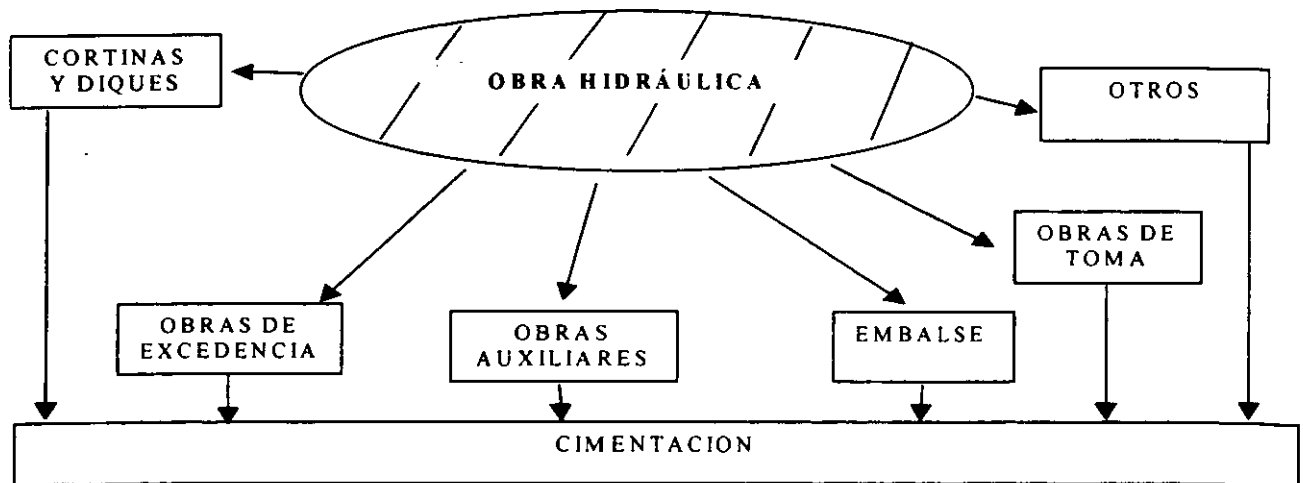 CORTINAS
Y DIQUES
OBRA HIDRÁULICA
OTROS
OBRAS DE
TOMA
OBRAS DE
EXCEDENCIA
OBRAS
AUXILIARES
EMBALSE
CIMENTACION